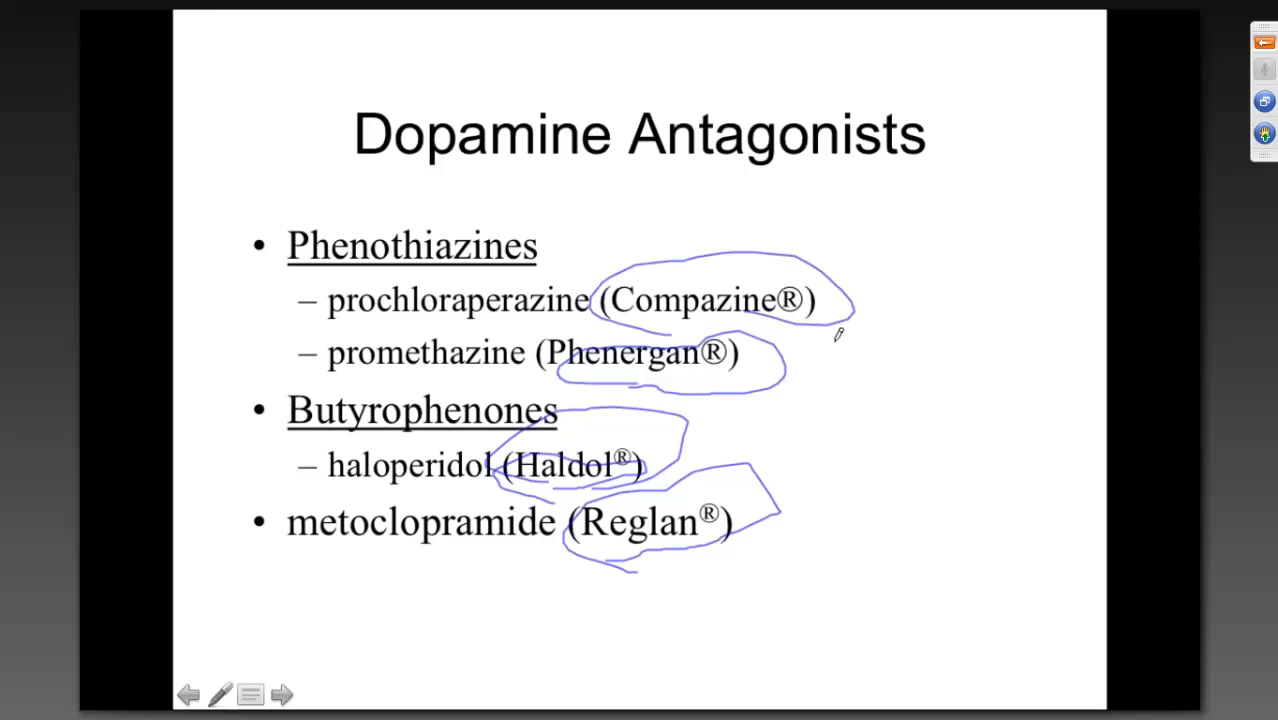 Dopamine Antagonists
• Phenothiazines
– prochloraperazine (Compazine®)
– promethazine (Phenergan®)
• Butyrophenones
– haloperidol (Haldol®)
• metoclopramide (Reglan®)